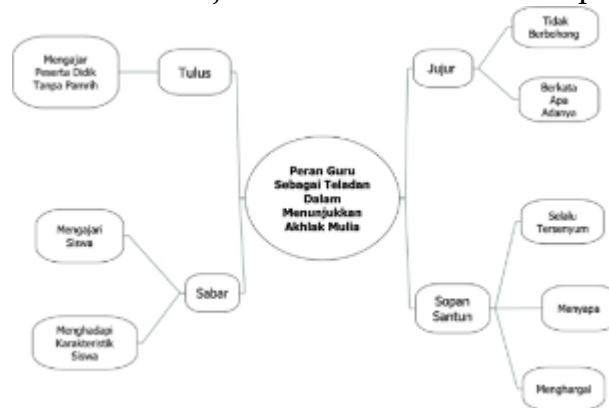 Tidak
Berbohong
Mengajar
Peserta Didik
Tanpa Pamrih
Tulus
Jujur
Berkata
Apa
Adanya
Peran Guru
Sebagai Teladan
Dalam
Menunjukkan
Akhlak Mulia
Mengajari
Siswa
Selalu
Tersenyum
Sabar
Sopan
Santun
Menyapa
Menghadapi
Karakteristik
Siswa
Menghargai